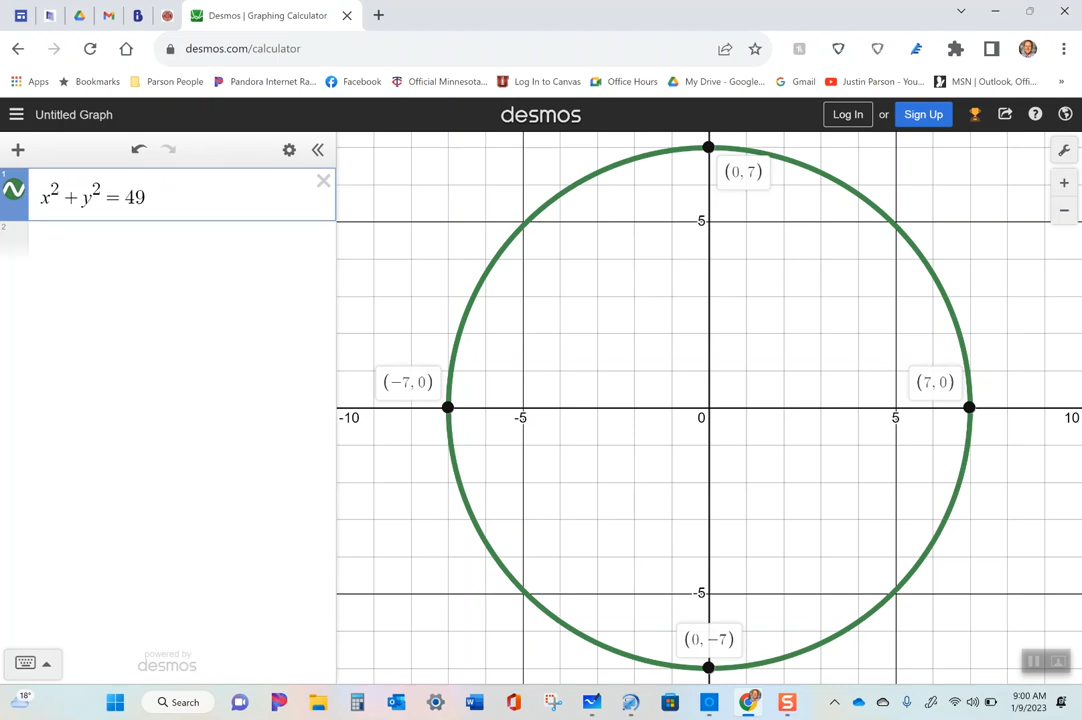 Desmos | Graphing Calculator
desmos.com/calculator
Apps Bookmarks Parson People Pandora Internet Ra... Facebook Official Minnesota... Log In to Canvas Office Hours My Drive - Google... Gmail Justin Parson - You... MSN | Outlook, Offi... »
Untitled Graph desmos Log In or Sign Up
1
x² + y² = 49
2
(0, 7)
5
(−7, 0)
(7, 0)
-10 -5 0 5 10
-5
(0, −7)
powered by
desmos
18° Search 9:00 AM
1/9/2023